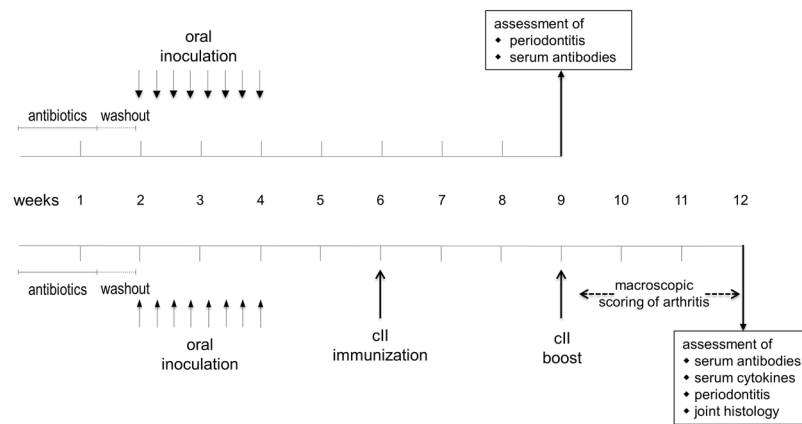 assessment of
◆ periodontitis
◆ serum antibodies
oral
inoculation
antibiotics washout
weeks 1 2 3 4 5 6 7 8 9 10 11 12
antibiotics washout
oral
inoculation
cII
immunization
cII
boost
macroscopic
scoring of arthritis
assessment of
◆ serum antibodies
◆ serum cytokines
◆ periodontitis
◆ joint histology